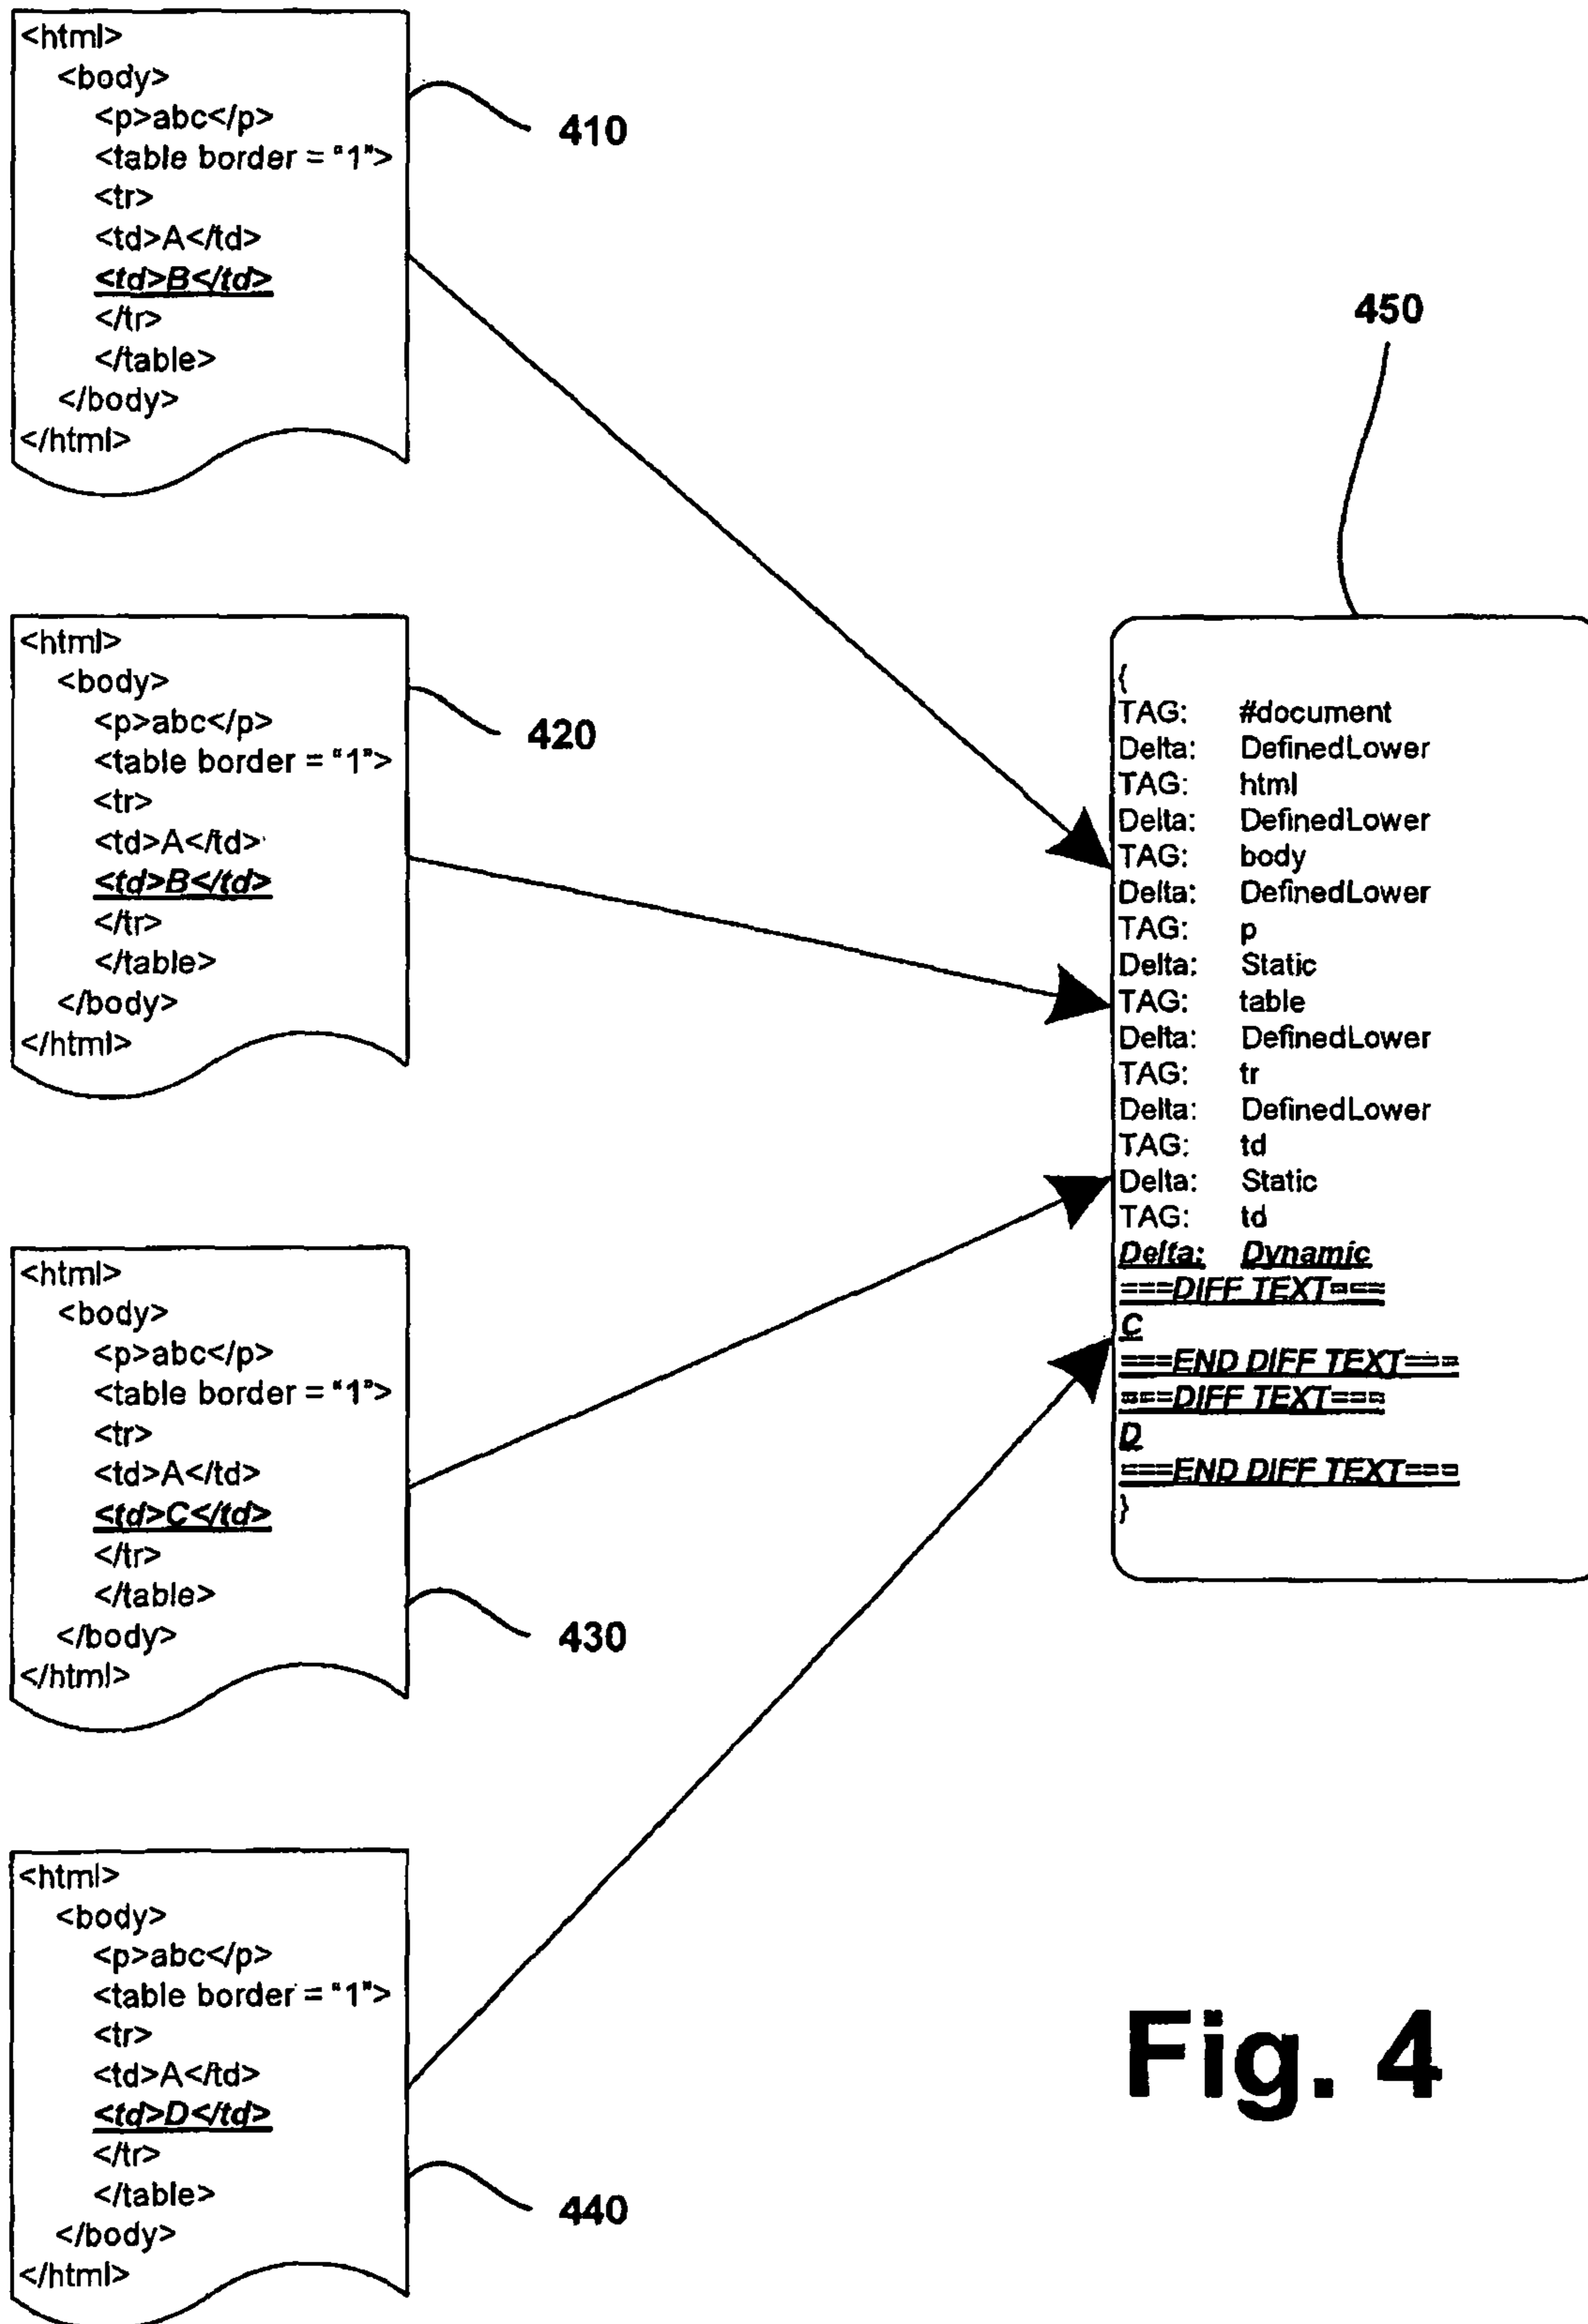 <html>
<body>
<p>abc</p>
<table border = "1">
<tr>
<td>A</td>
<td>B</td>
</tr>
</table>
</body>
</html>
410
<html>
<body>
<p>abc</p>
<table border = "1">
<tr>
<td>A</td>
<td>B</td>
</tr>
</table>
</body>
</html>
420
<html>
<body>
<p>abc</p>
<table border = "1">
<tr>
<td>A</td>
<td>C</td>
</tr>
</table>
</body>
</html>
430
<html>
<body>
<p>abc</p>
<table border = "1">
<tr>
<td>A</td>
<td>D</td>
</tr>
</table>
</body>
</html>
440
450
{
TAG: #document
Delta: DefinedLower
TAG: html
Delta: DefinedLower
TAG: body
Delta: DefinedLower
TAG: p
Delta: Static
TAG: table
Delta: DefinedLower
TAG: tr
Delta: DefinedLower
TAG: td
Delta: Static
TAG: td
Delta: Dynamic
===DIFF TEXT===
C
===END DIFF TEXT===
===DIFF TEXT===
D
===END DIFF TEXT===
}
Fig. 4